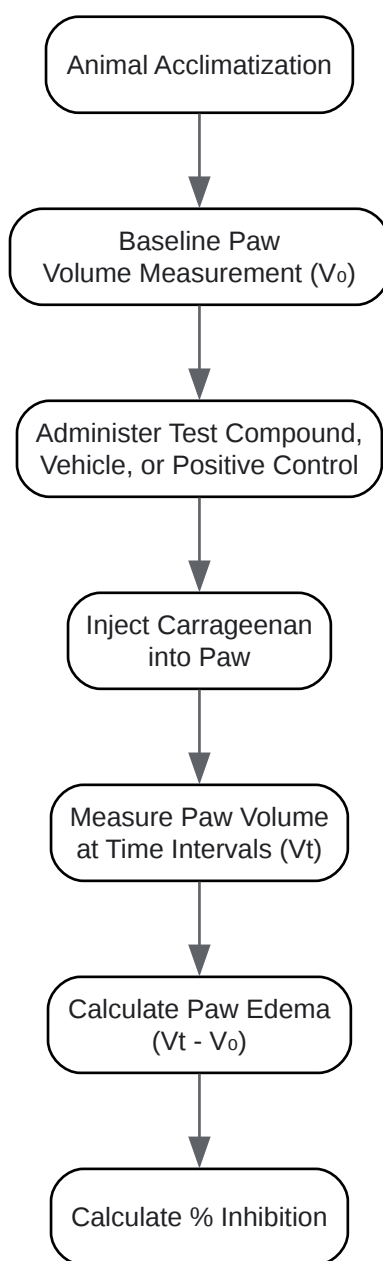 Animal Acclimatization
Baseline Paw
Volume Measurement (V₀)
Administer Test Compound,
Vehicle, or Positive Control
Inject Carrageenan
into Paw
Measure Paw Volume
at Time Intervals (Vt)
Calculate Paw Edema
(Vt - V₀)
Calculate % Inhibition